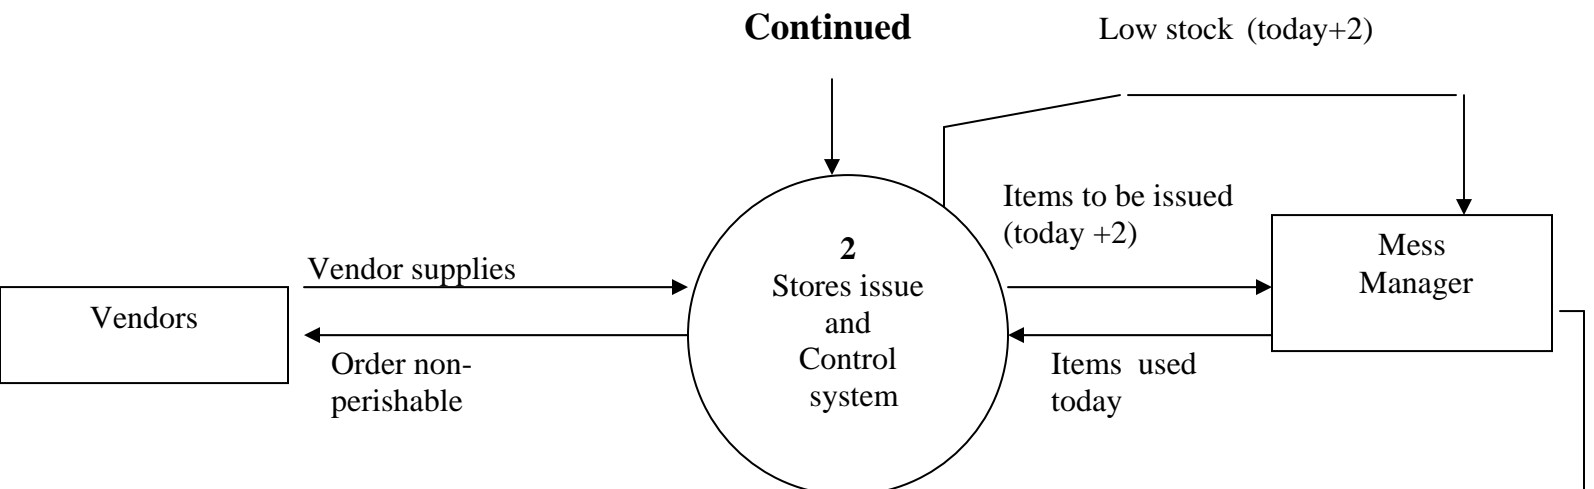 Continued
Low stock (today+2)
Items to be issued
(today +2)
2
Stores issue
and
Control
system
Mess
Manager
Vendor supplies
Vendors
Order non-
perishable
Items used
today